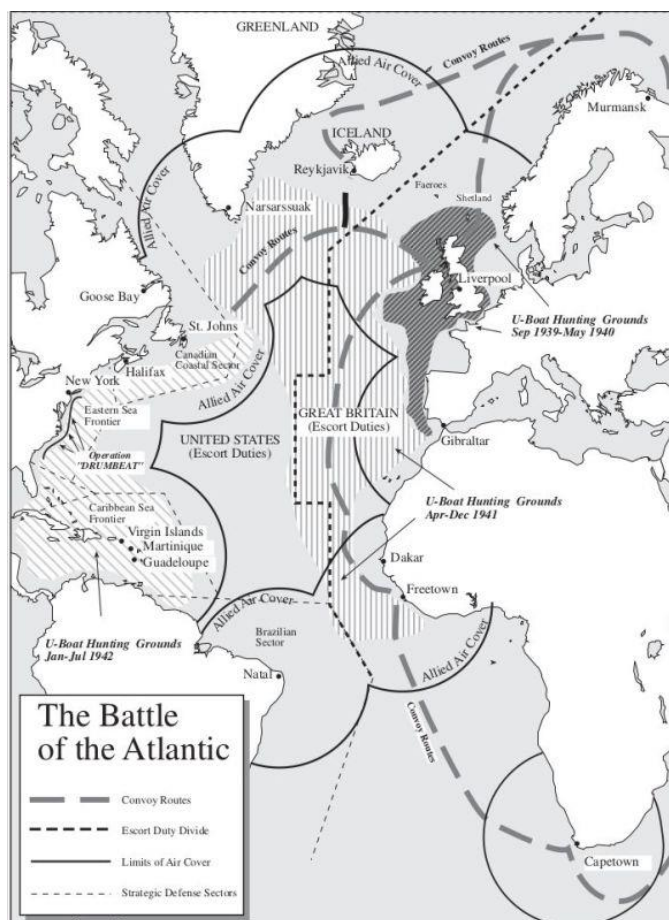 GREENLAND
Allied Air Cover
Convoy Routes
Murmansk
ICELAND
Reykjavik
Allied Air Cover
Faeroes
Shetland
Narsarssuak
Convoy Routes
Liverpool
Goose Bay
U-Boat Hunting Grounds
Sep 1939-May 1940
St. Johns
Canadian
Coastal Sector
Halifax
Allied Air Cover
New York
Eastern Sea
Frontier
UNITED STATES
(Escort Duties)
GREAT BRITAIN
(Escort Duties)
Gibraltar
Operation
"DRUMBEAT"
U-Boat Hunting Grounds
Apr-Dec 1941
Caribbean Sea
Frontier
Virgin Islands
Martinique
Guadeloupe
Dakar
Freetown
Allied Air Cover
U-Boat Hunting Grounds
Jan-Jul 1942
Brazilian
Sector
Allied Air Cover
Natal
Convoy Routes
The Battle
of the Atlantic
Convoy Routes
Escort Duty Divide
Limits of Air Cover
Strategic Defense Sectors
Capetown